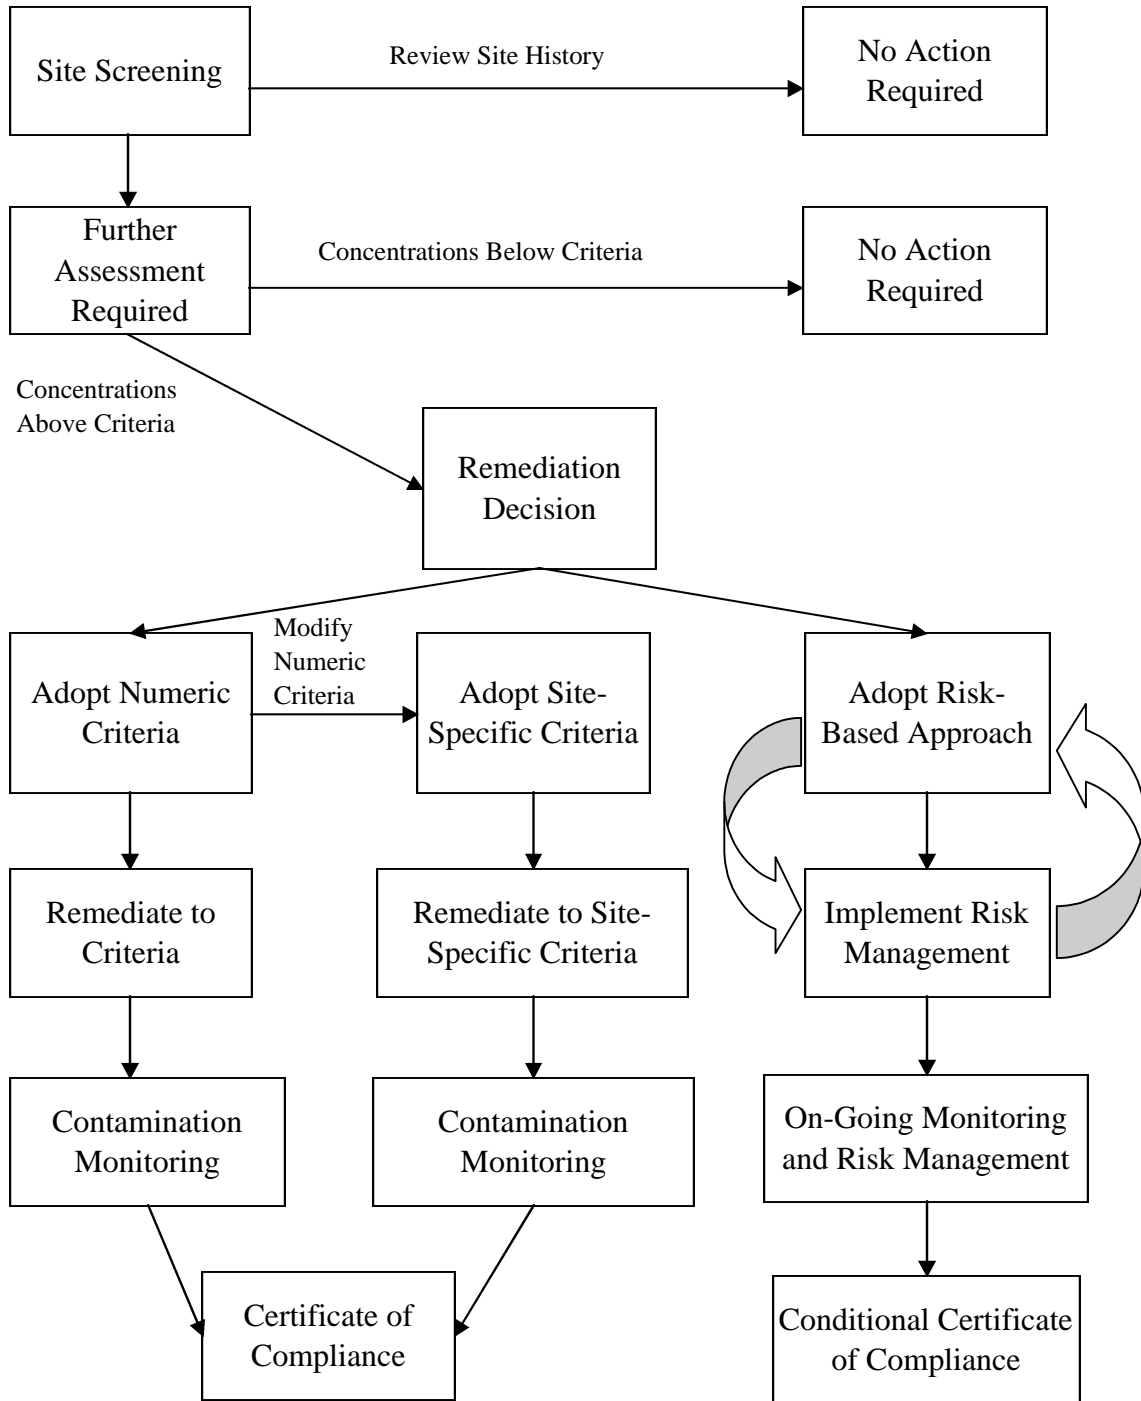 Site Screening
Review Site History
No Action
Required
Further
Assessment
Required
Concentrations Below Criteria
No Action
Required
Concentrations
Above Criteria
Remediation
Decision
Adopt Numeric
Criteria
Modify
Numeric
Criteria
Adopt Site-
Specific Criteria
Adopt Risk-
Based Approach
Remediate to
Criteria
Remediate to Site-
Specific Criteria
Implement Risk
Management
Contamination
Monitoring
Contamination
Monitoring
On-Going Monitoring
and Risk Management
Certificate of
Compliance
Conditional Certificate
of Compliance